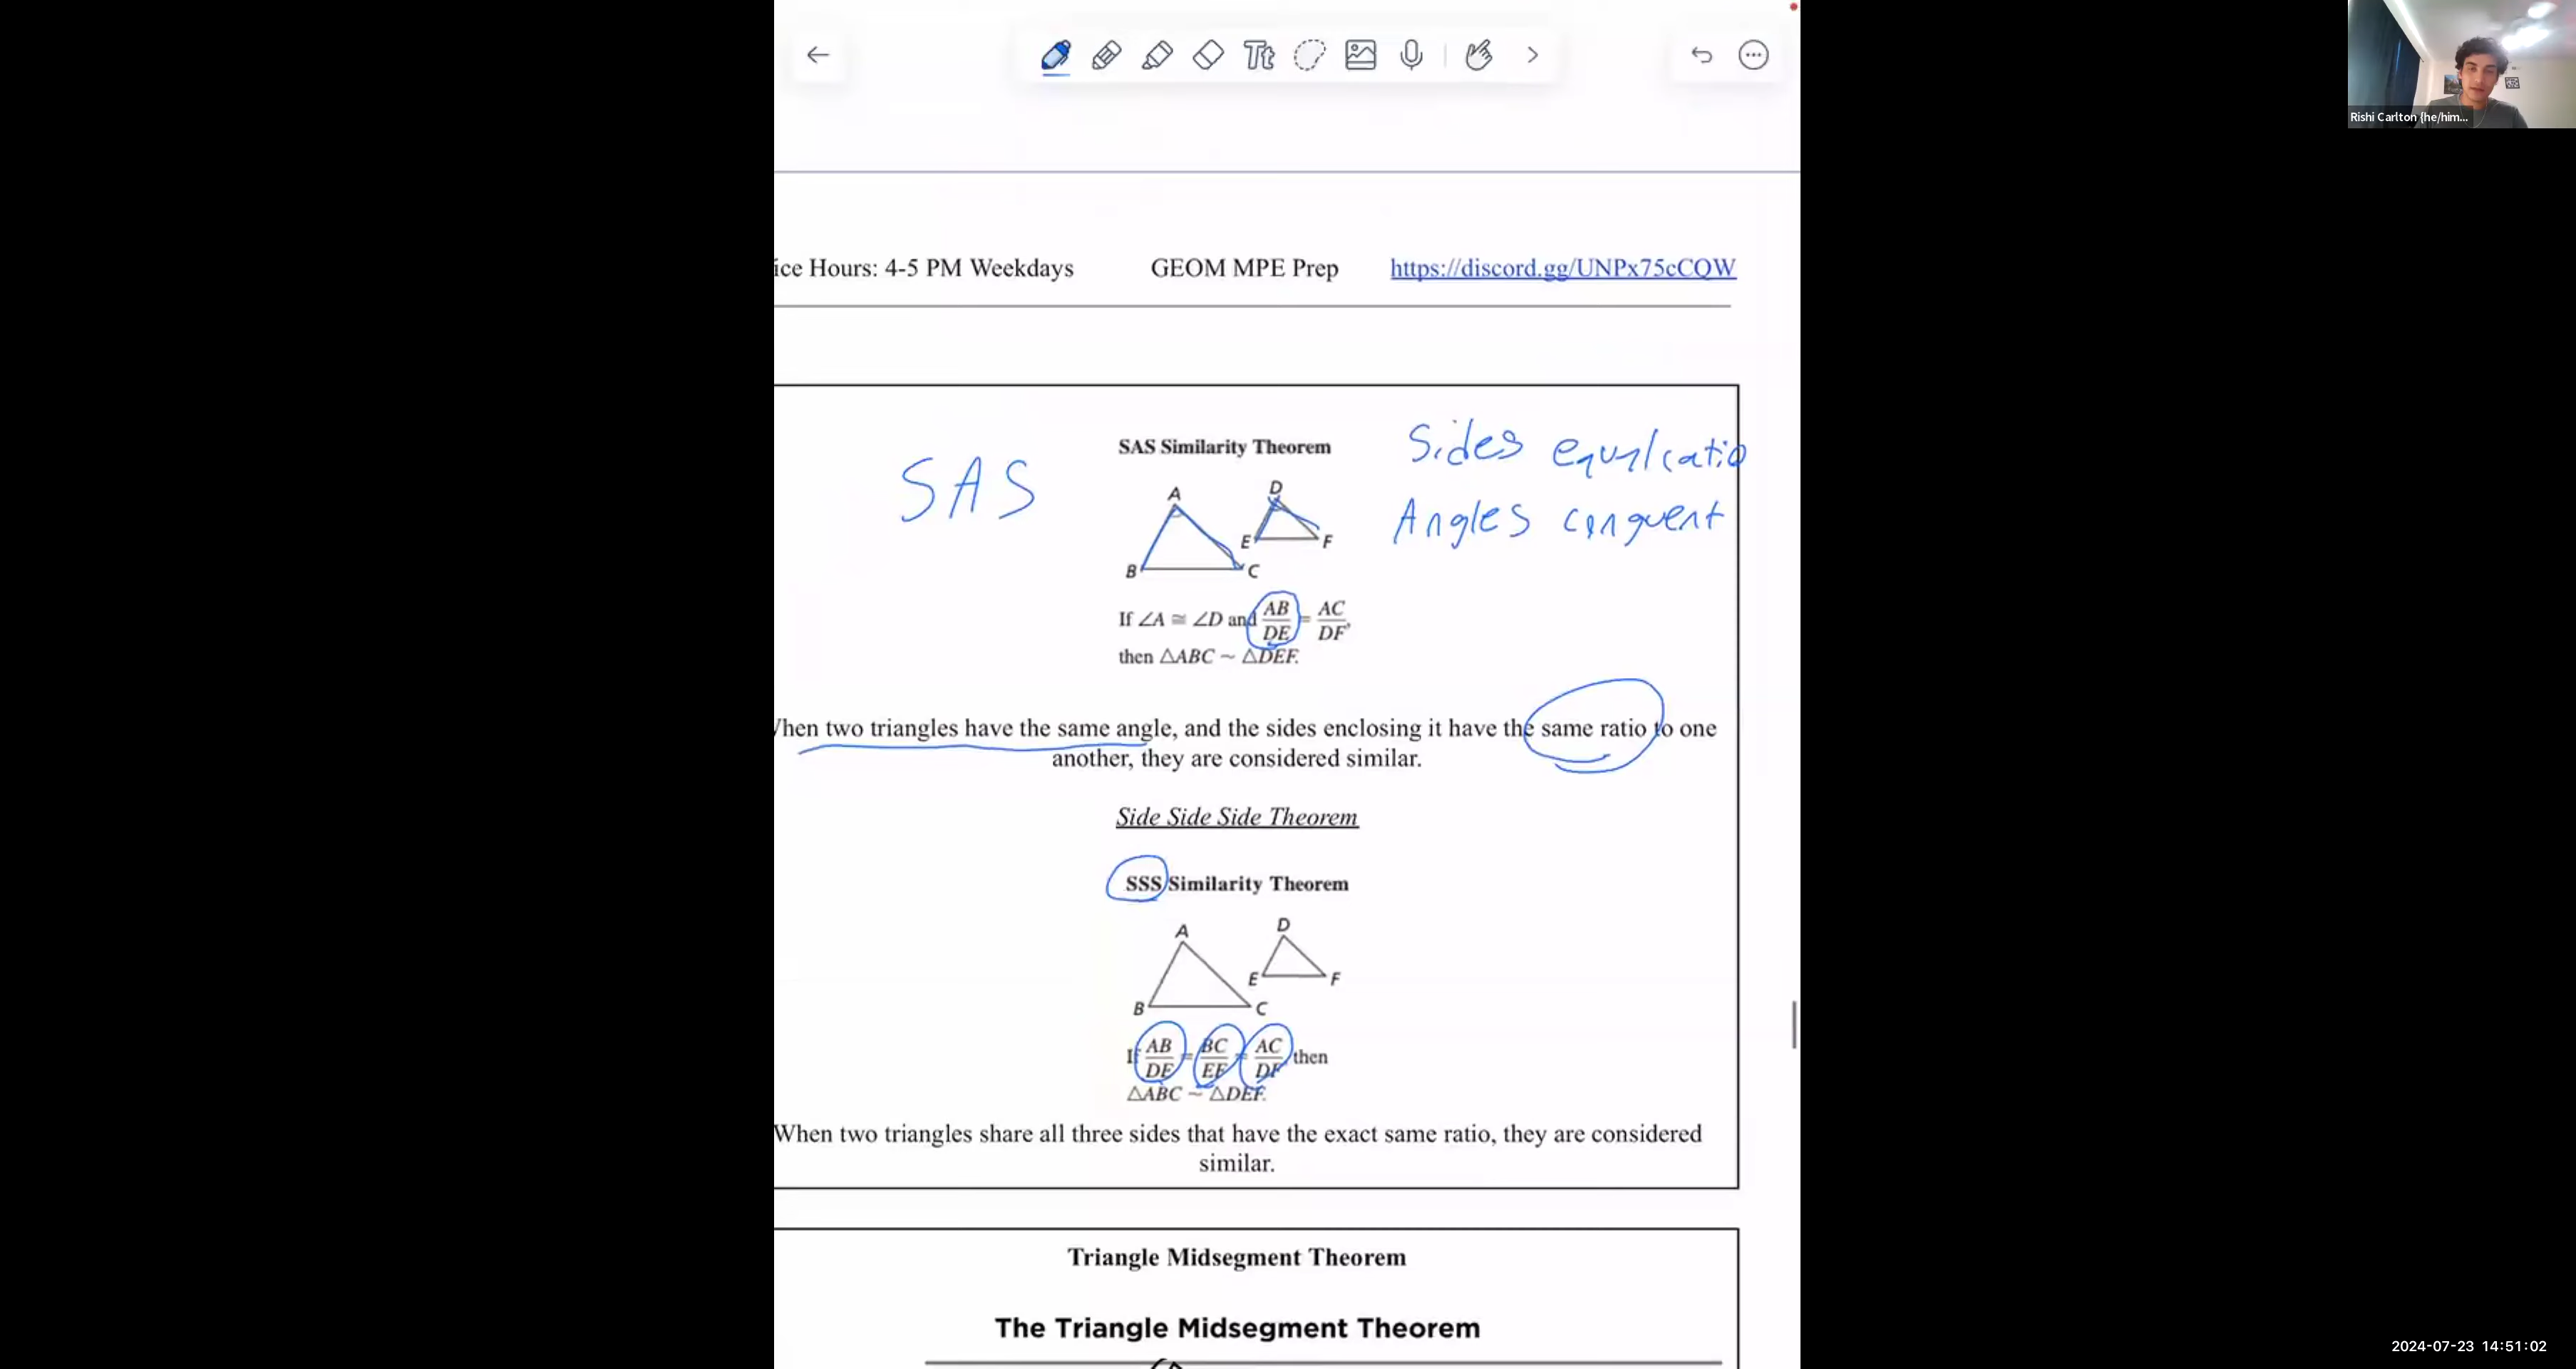 Rishi Carlton (he/him...
ice Hours: 4-5 PM Weekdays GEOM MPE Prep https://discord.gg/UNPx75cCQW
SAS Similarity Theorem
SAS
Sides equal ratio
Angles conguent
A
D
E
F
B
C
If ∠A ≅ ∠D and AB/DE = AC/DF,
then △ABC ~ △DEF.
hen two triangles have the same angle, and the sides enclosing it have the same ratio to one
another, they are considered similar.
Side Side Side Theorem
SSS Similarity Theorem
A
D
E
F
B
C
If AB/DE = BC/EF = AC/DF, then
△ABC ~ △DEF.
When two triangles share all three sides that have the exact same ratio, they are considered
similar.
Triangle Midsegment Theorem
The Triangle Midsegment Theorem
2024-07-23 14:51:02